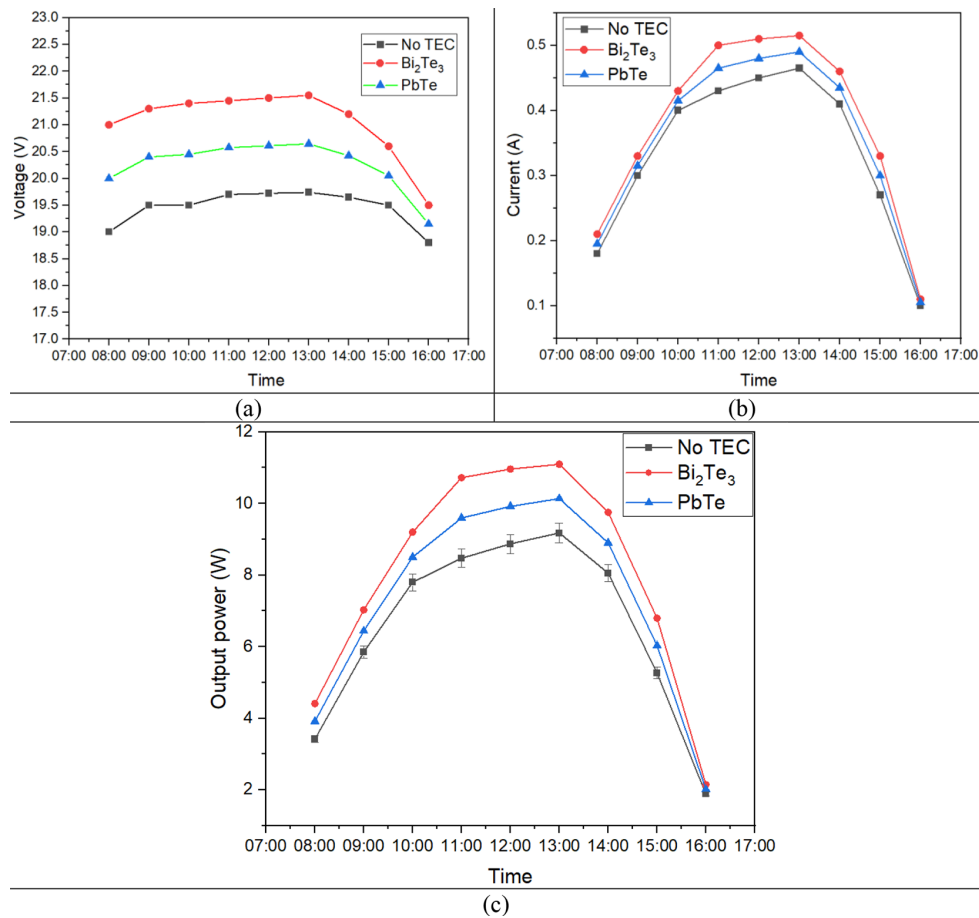 23.0
22.5
22.0
21.5
21.0
20.5
20.0
19.5
19.0
18.5
18.0
17.5
17.0
Voltage (V)
No TEC
Bi₂Te₃
PbTe
07:00 08:00 09:00 10:00 11:00 12:00 13:00 14:00 15:00 16:00 17:00
Time
(a)
0.5
0.4
0.3
0.2
0.1
Current (A)
No TEC
Bi₂Te₃
PbTe
07:00 08:00 09:00 10:00 11:00 12:00 13:00 14:00 15:00 16:00 17:00
Time
(b)
12
10
8
6
4
2
Output power (W)
No TEC
Bi₂Te₃
PbTe
07:00 08:00 09:00 10:00 11:00 12:00 13:00 14:00 15:00 16:00 17:00
Time
(c)